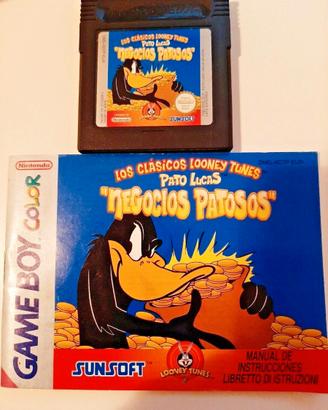 LOS CLÁSICOS LOONEY TUNES
PATO LUCAS
"NEGOCIOS PATOSOS"
SUNSOFT
Nintendo
GAME BOY COLOR
LOS CLÁSICOS LOONEY TUNES
PATO LUCAS
"NEGOCIOS PATOSOS"
SUNSOFT
LOONEY TUNES
MANUAL DE
INSTRUCCIONES
LIBRETTO DI ISTRUZIONI